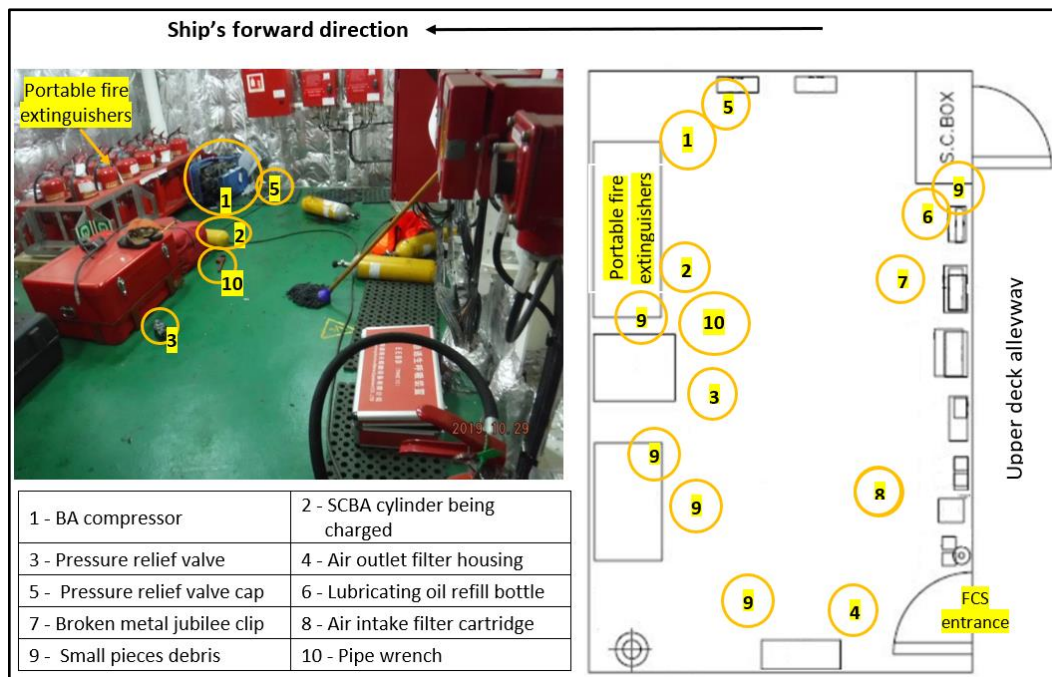 Ship's forward direction
Portable fire
extinguishers
1
5
2
10
3
2019 10 29
5
1
S.C.BOX
9
6
Portable fire
extinguishers
2
7
9
10
3
Upper deck alleyway
9
8
9
9
4
FCS
entrance
1 - BA compressor
2 - SCBA cylinder being
charged
3 - Pressure relief valve
4 - Air outlet filter housing
5 - Pressure relief valve cap
6 - Lubricating oil refill bottle
7 - Broken metal jubilee clip
8 - Air intake filter cartridge
9 - Small pieces debris
10 - Pipe wrench